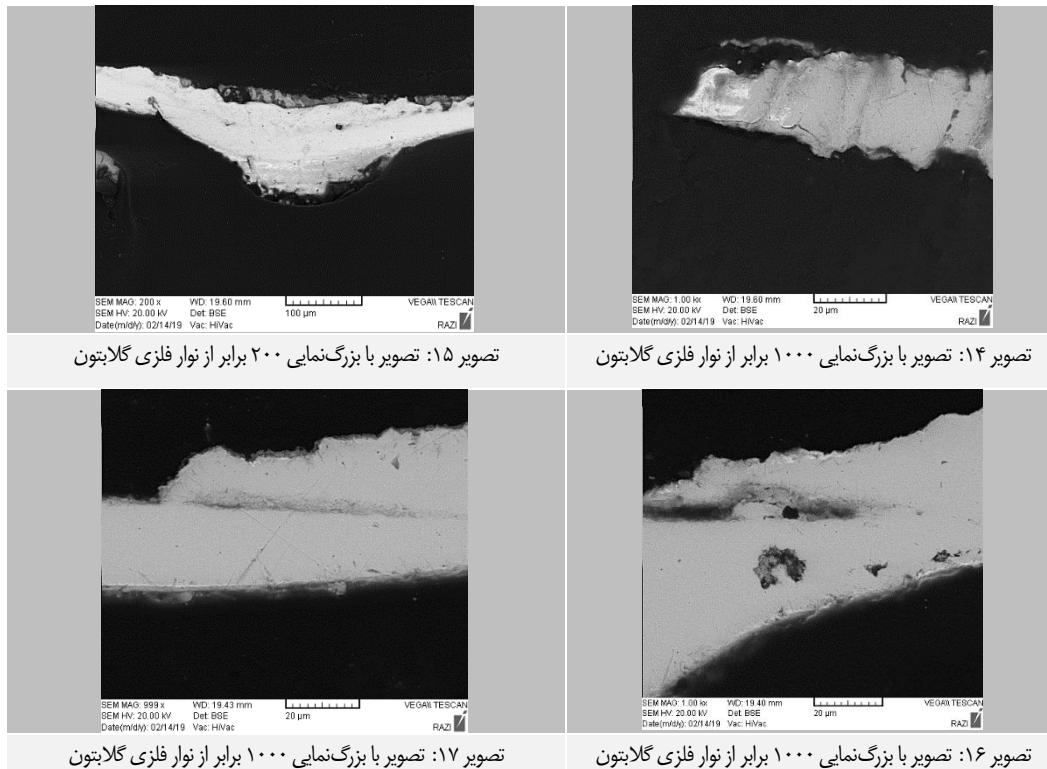 SEM MAG: 1.00 kx WD: 19.60 mm VEGA\\ TESCAN
SEM HV: 20.00 kV Det: BSE 20 µm
Date(m/d/y): 02/14/19 Vac: HiVac RAZI
تصویر ۱۴: تصویر با بزرگ‌نمایی ۱۰۰۰ برابر از نوار فلزی گلابتون
SEM MAG: 200 x WD: 19.60 mm VEGA\\ TESCAN
SEM HV: 20.00 kV Det: BSE 100 µm
Date(m/d/y): 02/14/19 Vac: HiVac RAZI
تصویر ۱۵: تصویر با بزرگ‌نمایی ۲۰۰ برابر از نوار فلزی گلابتون
SEM MAG: 1.00 kx WD: 19.40 mm VEGA\\ TESCAN
SEM HV: 20.00 kV Det: BSE 20 µm
Date(m/d/y): 02/14/19 Vac: HiVac RAZI
تصویر ۱۶: تصویر با بزرگ‌نمایی ۱۰۰۰ برابر از نوار فلزی گلابتون
SEM MAG: 999 x WD: 19.43 mm VEGA\\ TESCAN
SEM HV: 20.00 kV Det: BSE 20 µm
Date(m/d/y): 02/14/19 Vac: HiVac RAZI
تصویر ۱۷: تصویر با بزرگ‌نمایی ۱۰۰۰ برابر از نوار فلزی گلابتون